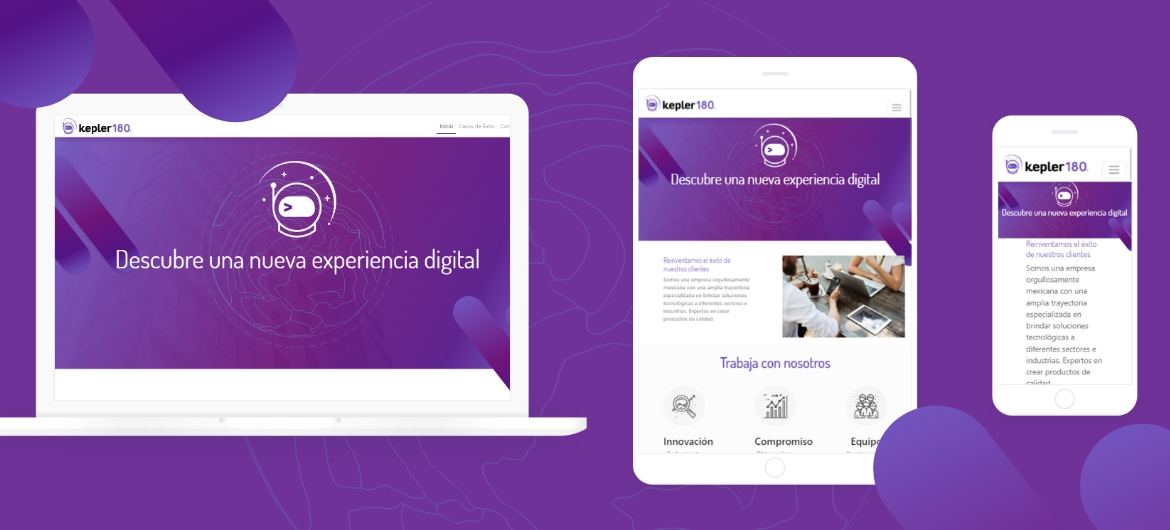 kepler180.
Inicio Casos de Éxito Con
Descubre una nueva experiencia digital
kepler180.
Descubre una nueva experiencia digital
Reinventamos el éxito de
nuestros clientes
Somos una empresa orgullosamente
mexicana con una amplia trayectoria
especializada en brindar soluciones
tecnológicas a diferentes sectores e
industrias. Expertos en crear
productos de calidad.
Trabaja con nosotros
Innovación Compromiso Equipo
kepler180.
Descubre una nueva experiencia digital
Reinventamos el éxito
de nuestros clientes
Somos una empresa
orgullosamente
mexicana con una
amplia trayectoria
especializada en
brindar soluciones
tecnológicas a
diferentes sectores e
industrias. Expertos en
crear productos de
calidad.